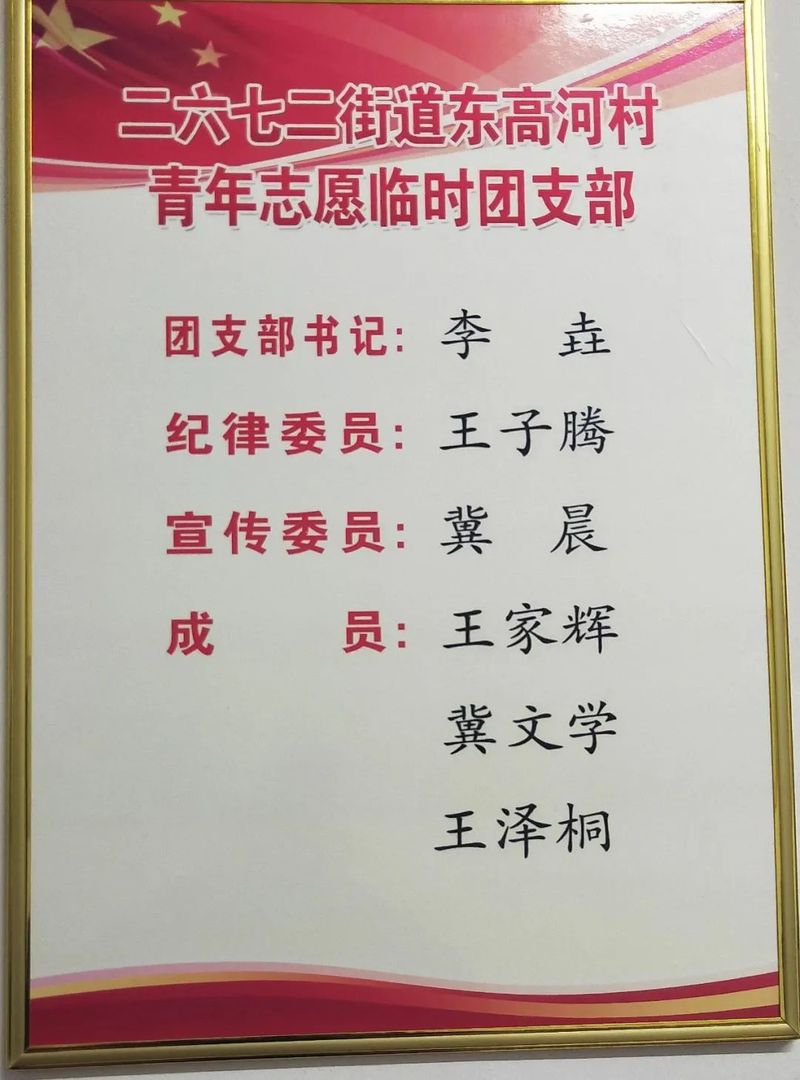 二六七二街道东高河村
青年志愿临时团支部
团支部书记：李 垚
纪律委员：王子腾
宣传委员：冀 晨
成 员：王家辉
冀文学
王泽桐